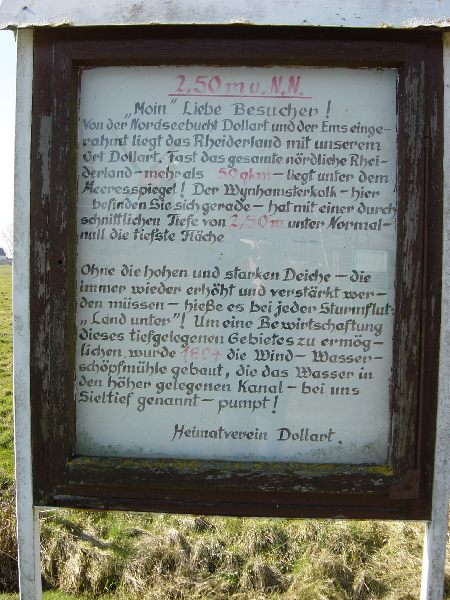 2.50 m u. N.N.
„Moin" Liebe Besucher!
Von der „Nordseebucht Dollart und der Ems einge-
rahmt liegt das Rheiderland mit unserem
Ort Dollart. Fast das gesamte nördliche Rhei-
derland – mehr als 50 qkm – liegt unter dem
Meeresspiegel! Der Wynhamsterkolk – hier
befinden Sie sich gerade – hat mit einer durch
schnittlichen Tiefe von 2,50 m unter Normal-
null die tiefste Fläche
Ohne die hohen und starken Deiche – die
immer wieder erhöht und verstärkt wer-
den müssen – hieße es bei jeder Sturmflut
„Land unter"! Um eine Bewirtschaftung
dieses tiefgelegenen Gebietes zu ermög-
lichen, wurde 1804 die Wind – Wasser-
schöpfmühle gebaut, die das Wasser in
den höher gelegenen Kanal – bei uns
Sieltief genannt – pumpt!
Heimatverein Dollart.